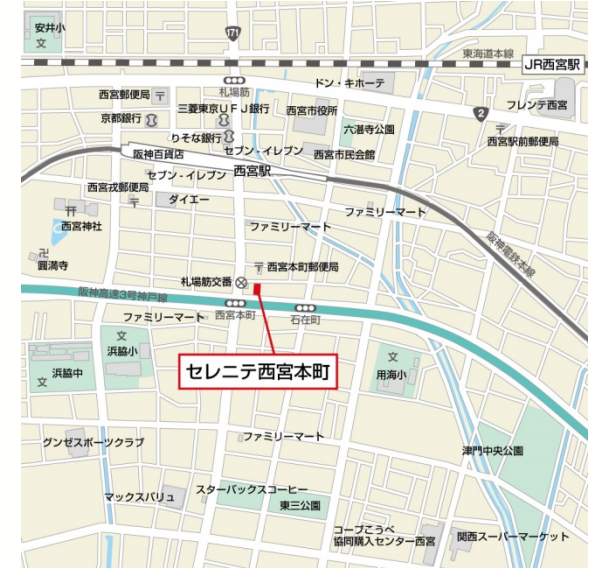 安井小
文
171
東海道本線
JR西宮駅
札場筋
ドン・キホーテ
西宮郵便局
三菱東京UFJ銀行
西宮市役所
2
フレンテ西宮
京都銀行
六湛寺公園
りそな銀行
西宮駅前郵便局
阪神百貨店
セブン・イレブン
西宮市民会館
セブン・イレブン
西宮駅
西宮戎郵便局
ダイエー
ファミリーマート
西宮神社
ファミリーマート
阪神電鉄本線
圓満寺
西宮本町郵便局
札場筋交番
阪神高速3号神戸線
ファミリーマート
西宮本町
石在町
文
浜脇小
文
浜脇中
文
用海小
セレニテ西宮本町
グンゼスポーツクラブ
ファミリーマート
津門中央公園
マックスバリュ
スターバックスコーヒー
東三公園
コープこうべ
協同購入センター西宮
関西スーパーマーケット